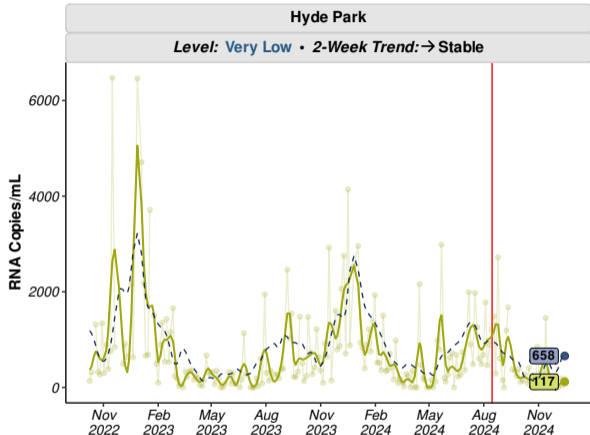 Hyde Park
Level: Very Low • 2-Week Trend: → Stable
RNA Copies/mL
6000
4000
2000
0
658
117
Nov 2022
Feb 2023
May 2023
Aug 2023
Nov 2023
Feb 2024
May 2024
Aug 2024
Nov 2024